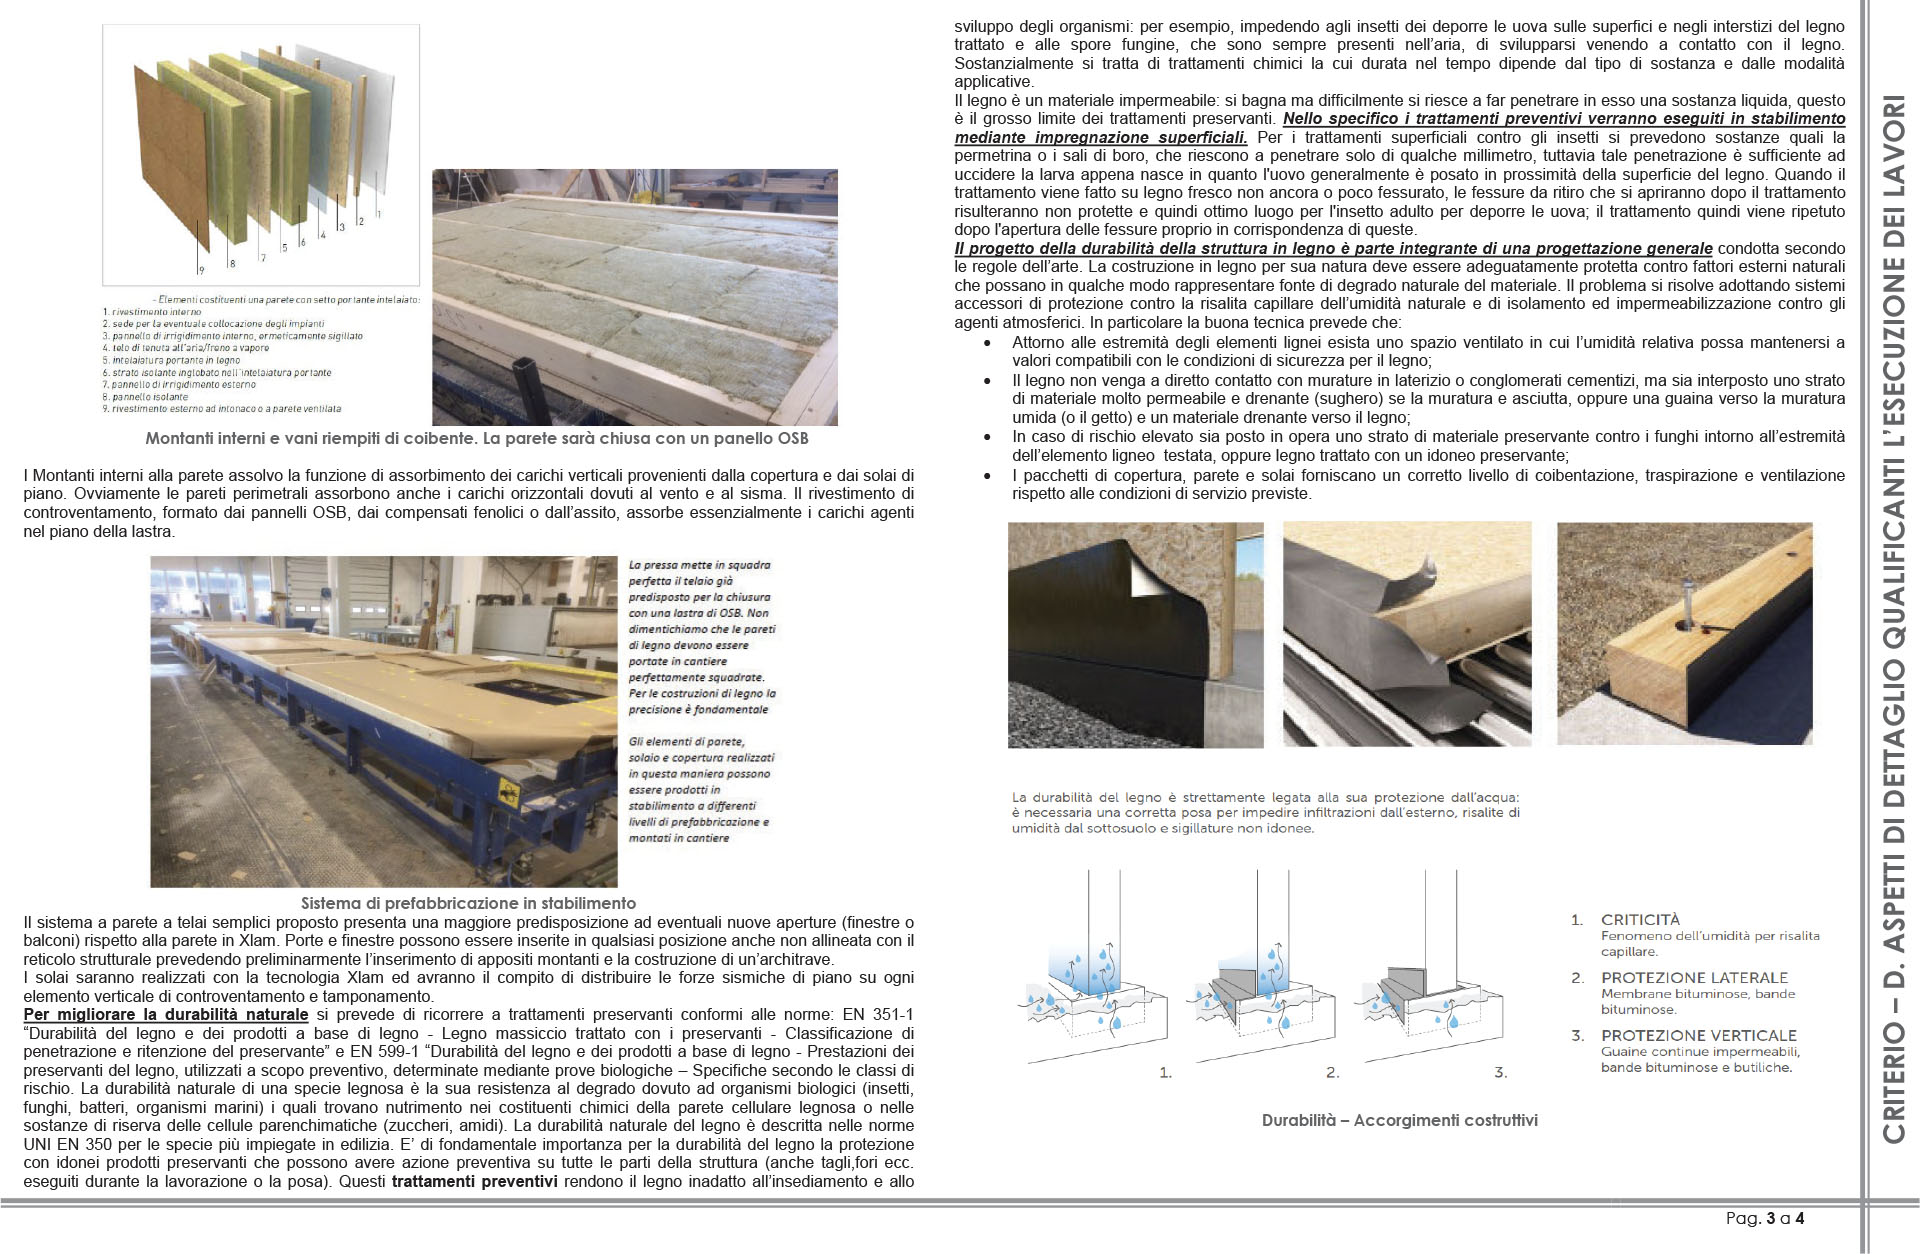 1
2
3
4
5
6
7
8
9
- Elementi costituenti una parete con setto portante intelaiato:
1. rivestimento interno
2. sede per la eventuale collocazione degli impianti
3. pannello di irrigidimento interno, ermeticamente sigillato
4. telo di tenuta all'aria/freno a vapore
5. intelaiatura portante in legno
6. strato isolante inglobato nell'intelaiatura portante
7. pannello di irrigidimento esterno
8. pannello isolante
9. rivestimento esterno ad intonaco o a parete ventilata
Montanti interni e vani riempiti di coibente. La parete sarà chiusa con un panello OSB
I Montanti interni alla parete assolvo la funzione di assorbimento dei carichi verticali provenienti dalla copertura e dai solai di
piano. Ovviamente le pareti perimetrali assorbono anche i carichi orizzontali dovuti al vento e al sisma. Il rivestimento di
controventamento, formato dai pannelli OSB, dai compensati fenolici o dall’assito, assorbe essenzialmente i carichi agenti
nel piano della lastra.
La pressa mette in squadra
perfetta il telaio già
predisposto per la chiusura
con una lastra di OSB. Non
dimentichiamo che le pareti
di legno devono essere
portate in cantiere
perfettamente squadrate.
Per le costruzioni di legno la
precisione è fondamentale
Gli elementi di parete,
solaio e copertura realizzati
in questa maniera possono
essere prodotti in
stabilimento a differenti
livelli di prefabbricazione e
montati in cantiere
Sistema di prefabbricazione in stabilimento
Il sistema a parete a telai semplici proposto presenta una maggiore predisposizione ad eventuali nuove aperture (finestre o
balconi) rispetto alla parete in Xlam. Porte e finestre possono essere inserite in qualsiasi posizione anche non allineata con il
reticolo strutturale prevedendo preliminarmente l’inserimento di appositi montanti e la costruzione di un’architrave.
I solai saranno realizzati con la tecnologia Xlam ed avranno il compito di distribuire le forze sismiche di piano su ogni
elemento verticale di controventamento e tamponamento.
Per migliorare la durabilità naturale si prevede di ricorrere a trattamenti preservanti conformi alle norme: EN 351-1
“Durabilità del legno e dei prodotti a base di legno - Legno massiccio trattato con i preservanti - Classificazione di
penetrazione e ritenzione del preservante” e EN 599-1 “Durabilità del legno e dei prodotti a base di legno - Prestazioni dei
preservanti del legno, utilizzati a scopo preventivo, determinate mediante prove biologiche – Specifiche secondo le classi di
rischio. La durabilità naturale di una specie legnosa è la sua resistenza al degrado dovuto ad organismi biologici (insetti,
funghi, batteri, organismi marini) i quali trovano nutrimento nei costituenti chimici della parete cellulare legnosa o nelle
sostanze di riserva delle cellule parenchimatiche (zuccheri, amidi). La durabilità naturale del legno è descritta nelle norme
UNI EN 350 per le specie più impiegate in edilizia. E’ di fondamentale importanza per la durabilità del legno la protezione
con idonei prodotti preservanti che possono avere azione preventiva su tutte le parti della struttura (anche tagli,fori ecc.
eseguiti durante la lavorazione o la posa). Questi trattamenti preventivi rendono il legno inadatto all’insediamento e allo
sviluppo degli organismi: per esempio, impedendo agli insetti dei deporre le uova sulle superfici e negli interstizi del legno
trattato e alle spore fungine, che sono sempre presenti nell’aria, di svilupparsi venendo a contatto con il legno.
Sostanzialmente si tratta di trattamenti chimici la cui durata nel tempo dipende dal tipo di sostanza e dalle modalità
applicative.
Il legno è un materiale impermeabile: si bagna ma difficilmente si riesce a far penetrare in esso una sostanza liquida, questo
è il grosso limite dei trattamenti preservanti. Nello specifico i trattamenti preventivi verranno eseguiti in stabilimento
mediante impregnazione superficiali. Per i trattamenti superficiali contro gli insetti si prevedono sostanze quali la
permetrina o i sali di boro, che riescono a penetrare solo di qualche millimetro, tuttavia tale penetrazione è sufficiente ad
uccidere la larva appena nasce in quanto l'uovo generalmente è posato in prossimità della superficie del legno. Quando il
trattamento viene fatto su legno fresco non ancora o poco fessurato, le fessure da ritiro che si apriranno dopo il trattamento
risulteranno non protette e quindi ottimo luogo per l'insetto adulto per deporre le uova; il trattamento quindi viene ripetuto
dopo l'apertura delle fessure proprio in corrispondenza di queste.
Il progetto della durabilità della struttura in legno è parte integrante di una progettazione generale condotta secondo
le regole dell’arte. La costruzione in legno per sua natura deve essere adeguatamente protetta contro fattori esterni naturali
che possano in qualche modo rappresentare fonte di degrado naturale del materiale. Il problema si risolve adottando sistemi
accessori di protezione contro la risalita capillare dell’umidità naturale e di isolamento ed impermeabilizzazione contro gli
agenti atmosferici. In particolare la buona tecnica prevede che:
• Attorno alle estremità degli elementi lignei esista uno spazio ventilato in cui l’umidità relativa possa mantenersi a
valori compatibili con le condizioni di sicurezza per il legno;
• Il legno non venga a diretto contatto con murature in laterizio o conglomerati cementizi, ma sia interposto uno strato
di materiale molto permeabile e drenante (sughero) se la muratura e asciutta, oppure una guaina verso la muratura
umida (o il getto) e un materiale drenante verso il legno;
• In caso di rischio elevato sia posto in opera uno strato di materiale preservante contro i funghi intorno all’estremità
dell’elemento ligneo testata, oppure legno trattato con un idoneo preservante;
• I pacchetti di copertura, parete e solai forniscano un corretto livello di coibentazione, traspirazione e ventilazione
rispetto alle condizioni di servizio previste.
La durabilità del legno è strettamente legata alla sua protezione dall’acqua:
è necessaria una corretta posa per impedire infiltrazioni dall’esterno, risalite di
umidità dal sottosuolo e sigillature non idonee.
1.
2.
3.
1. CRITICITÀ
Fenomeno dell’umidità per risalita
capillare.
2. PROTEZIONE LATERALE
Membrane bituminose, bande
bituminose.
3. PROTEZIONE VERTICALE
Guaine continue impermeabili,
bande bituminose e butiliche.
Durabilità – Accorgimenti costruttivi
CRITERIO – D. ASPETTI DI DETTAGLIO QUALIFICANTI L’ESECUZIONE DEI LAVORI
Pag. 3 a 4